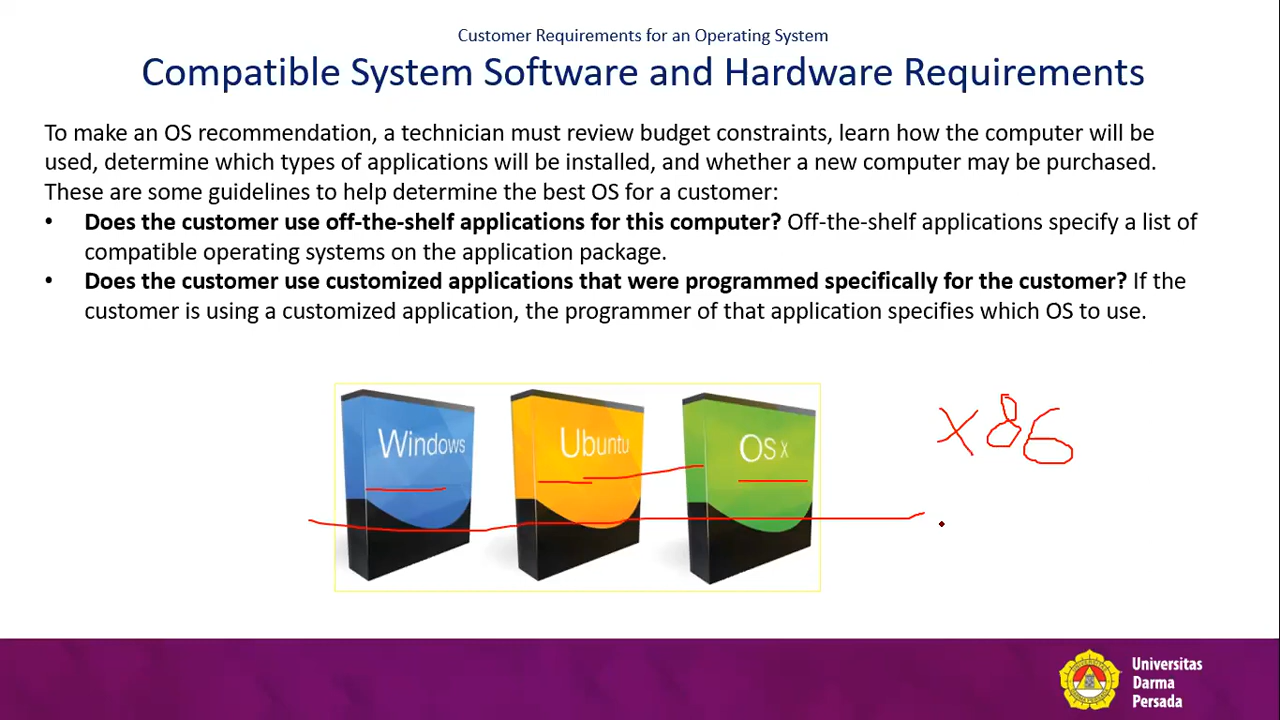 Customer Requirements for an Operating System
Compatible System Software and Hardware Requirements
To make an OS recommendation, a technician must review budget constraints, learn how the computer will be
used, determine which types of applications will be installed, and whether a new computer may be purchased.
These are some guidelines to help determine the best OS for a customer:
• Does the customer use off-the-shelf applications for this computer? Off-the-shelf applications specify a list of
compatible operating systems on the application package.
• Does the customer use customized applications that were programmed specifically for the customer? If the
customer is using a customized application, the programmer of that application specifies which OS to use.
Windows
Ubuntu
OS X
x86
Universitas
Darma
Persada